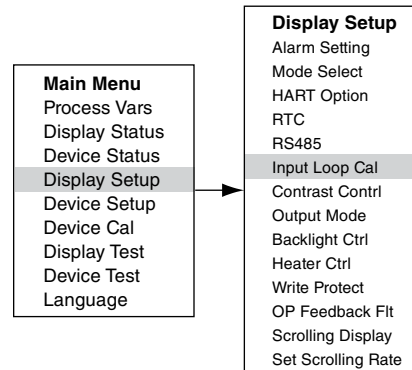 Main Menu
Process Vars
Display Status
Device Status
Display Setup
Device Setup
Device Cal
Display Test
Device Test
Language
Display Setup
Alarm Setting
Mode Select
HART Option
RTC
RS485
Input Loop Cal
Contrast Contrl
Output Mode
Backlight Ctrl
Heater Ctrl
Write Protect
OP Feedback Flt
Scrolling Display
Set Scrolling Rate